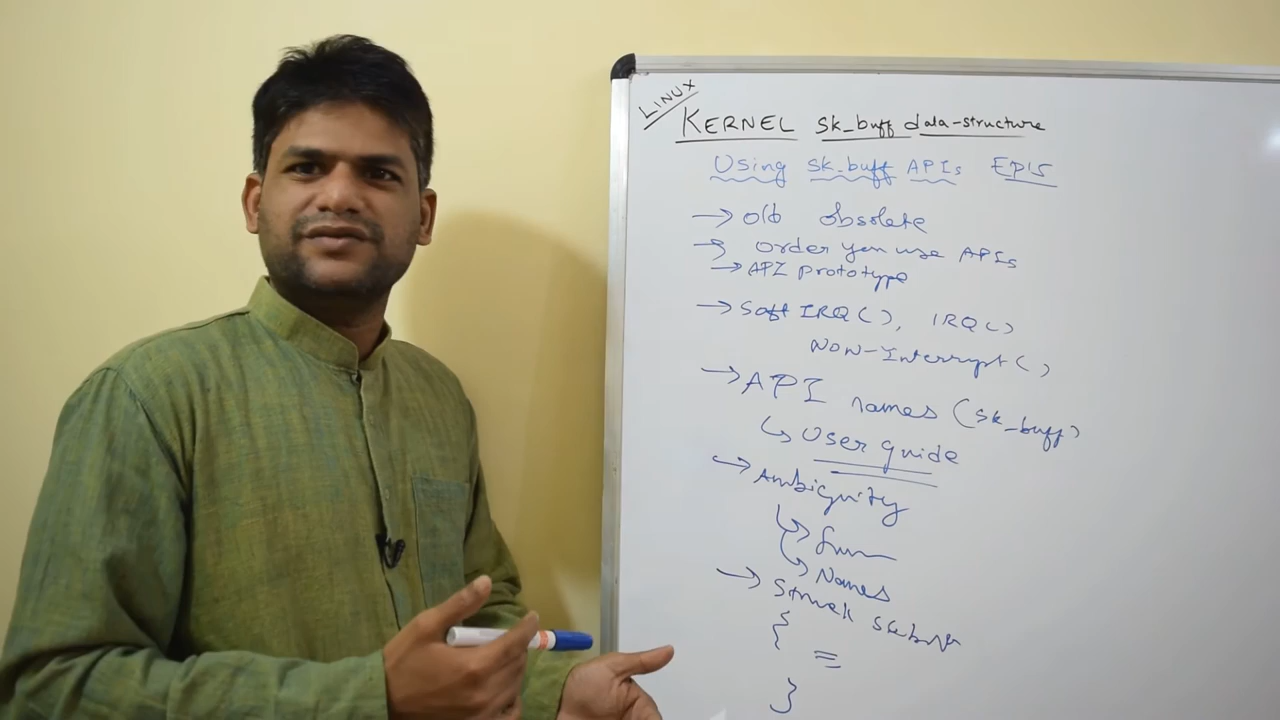 LINUX
KERNEL sk_buff data-structure
Using sk_buff APIs EP15
→ old obsolete
→ order you use APIs
→ API prototype
→ Soft IRQ(), IRQ()
NON-Interrupt()
→ API names (sk_buff)
↳ User guide
→ Ambiguity
↳ fun
↳ Names
→ Struct skbuff
{
=
}